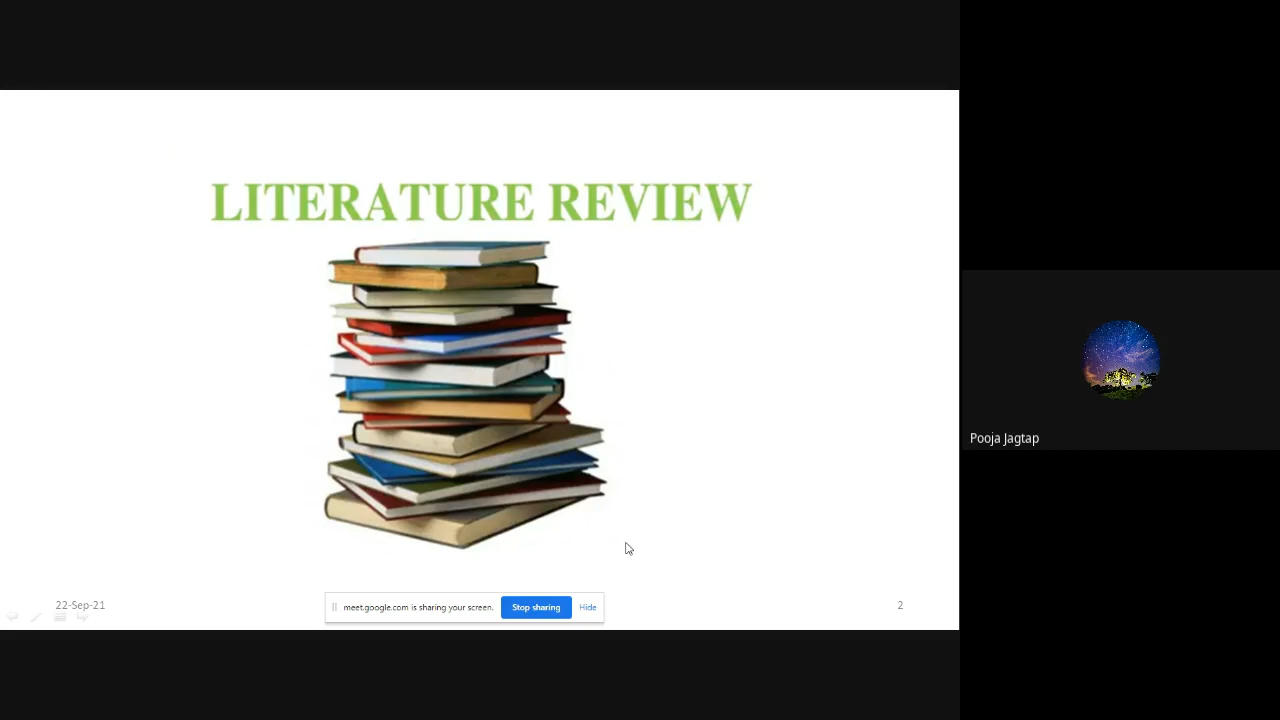 LITERATURE REVIEW
22-Sep-21
meet.google.com is sharing your screen.
Stop sharing
Hide
2
Pooja Jagtap